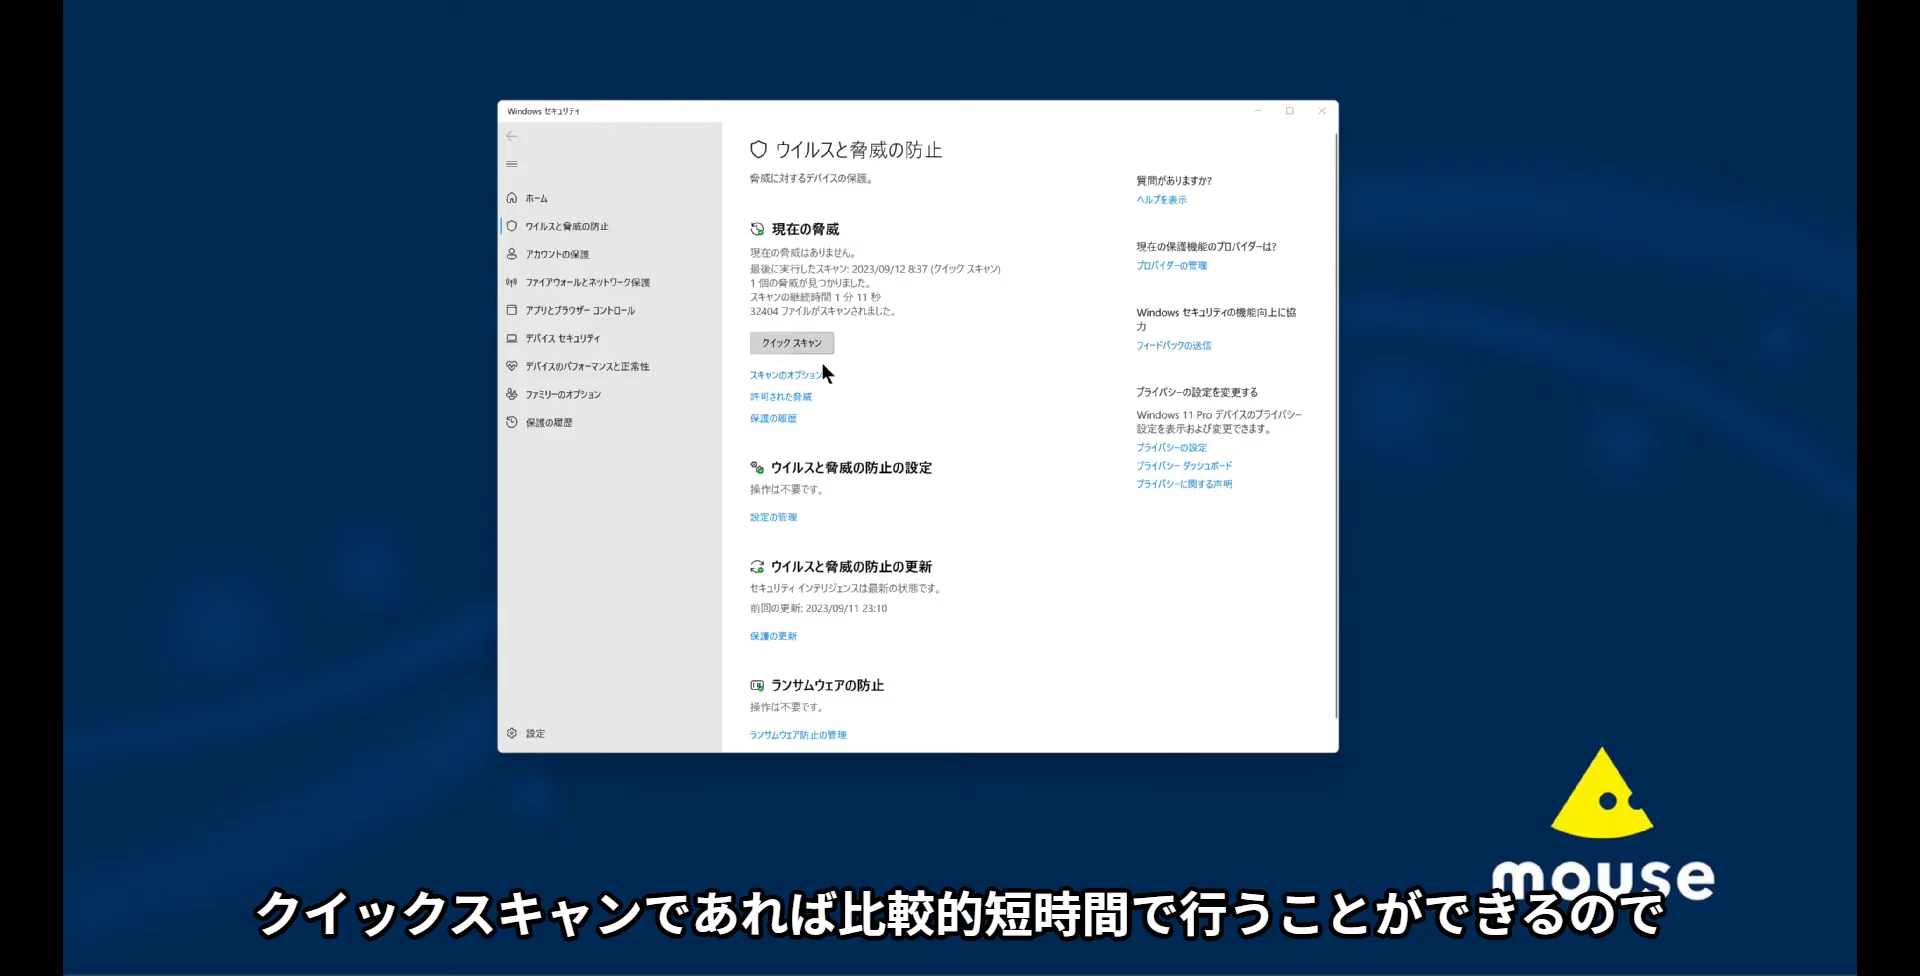 Windows セキュリティ
ホーム
ウイルスと脅威の防止
アカウントの保護
ファイアウォールとネットワーク保護
アプリとブラウザー コントロール
デバイス セキュリティ
デバイスのパフォーマンスと正常性
ファミリーのオプション
保護の履歴
設定
ウイルスと脅威の防止
脅威に対するデバイスの保護。
現在の脅威
現在の脅威はありません。
最後に実行したスキャン: 2023/09/12 8:37 (クイック スキャン)
1 個の脅威が見つかりました。
スキャンの継続時間 1 分 11 秒
32404 ファイルがスキャンされました。
クイック スキャン
スキャンのオプション
許可された脅威
保護の履歴
ウイルスと脅威の防止の設定
操作は不要です。
設定の管理
ウイルスと脅威の防止の更新
セキュリティ インテリジェンスは最新の状態です。
前回の更新: 2023/09/11 23:10
保護の更新
ランサムウェアの防止
操作は不要です。
ランサムウェア防止の管理
質問がありますか?
ヘルプを表示
現在の保護機能のプロバイダーは?
プロバイダーの管理
Windows セキュリティの機能向上に協
力
フィードバックの送信
プライバシーの設定を変更する
Windows 11 Pro デバイスのプライバシー
設定を表示および変更できます。
プライバシーの設定
プライバシー ダッシュボード
プライバシーに関する声明
mouse
クイックスキャンであれば比較的短時間で行うことができるので